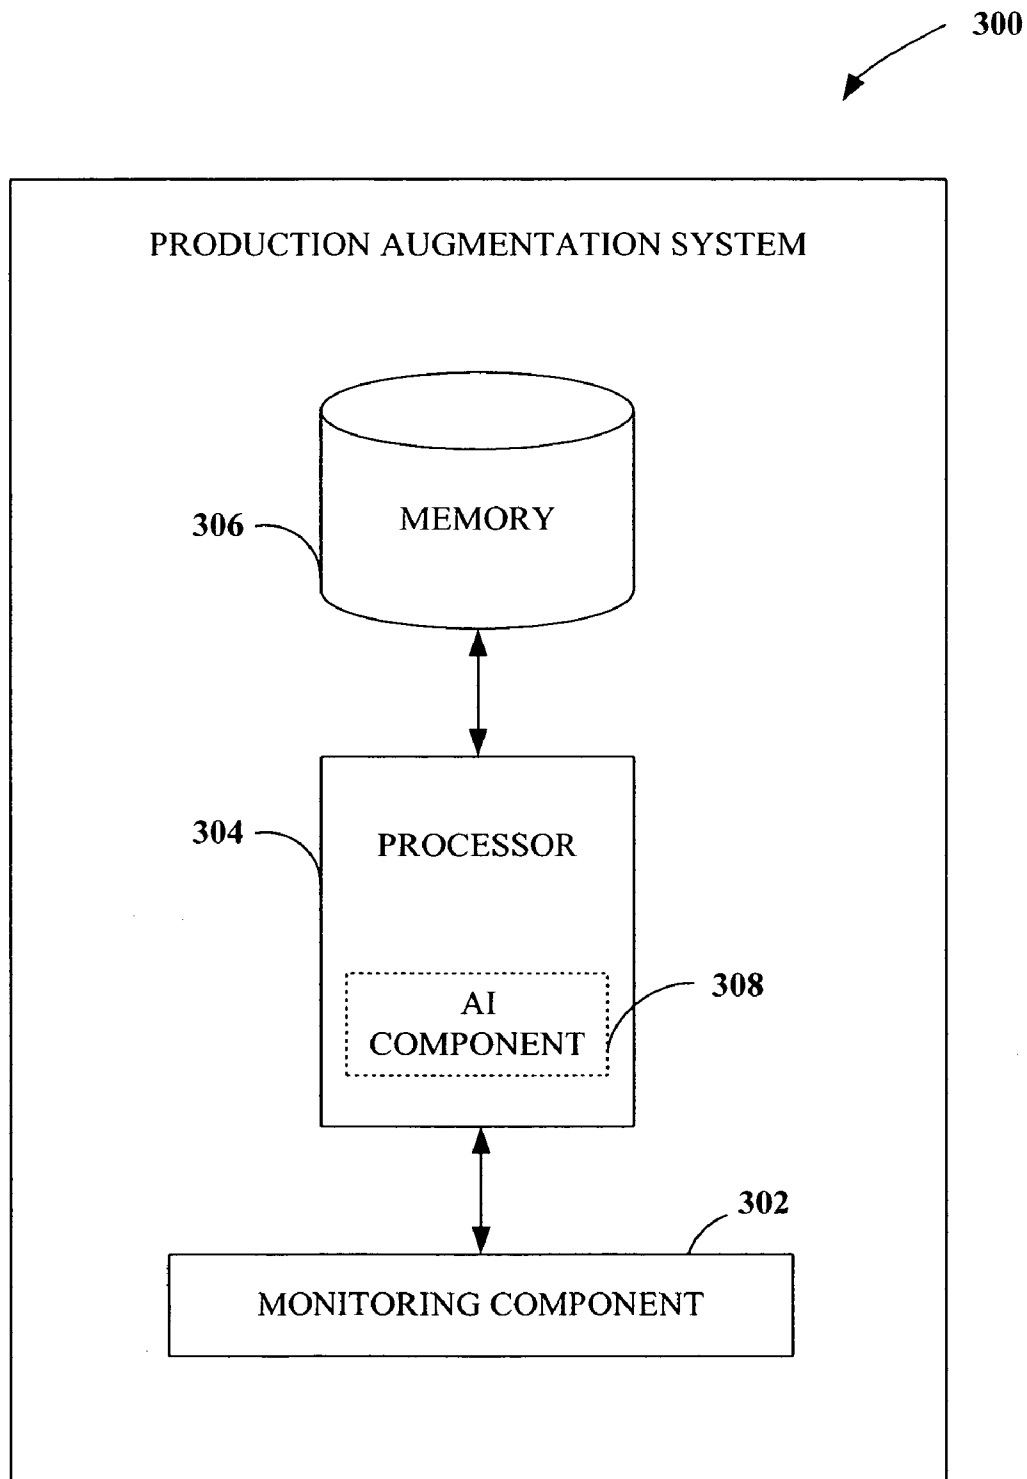 300
PRODUCTION AUGMENTATION SYSTEM
MEMORY
306
304
PROCESSOR
308
AI
COMPONENT
302
MONITORING COMPONENT